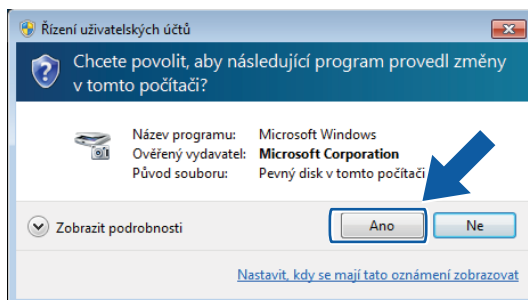 Řízení uživatelských účtů
Chcete povolit, aby následující program provedl změny
v tomto počítači?
Název programu: Microsoft Windows
Ověřený vydavatel: Microsoft Corporation
Původ souboru: Pevný disk v tomto počítači
Zobrazit podrobnosti
Ano
Ne
Nastavit, kdy se mají tato oznámení zobrazovat